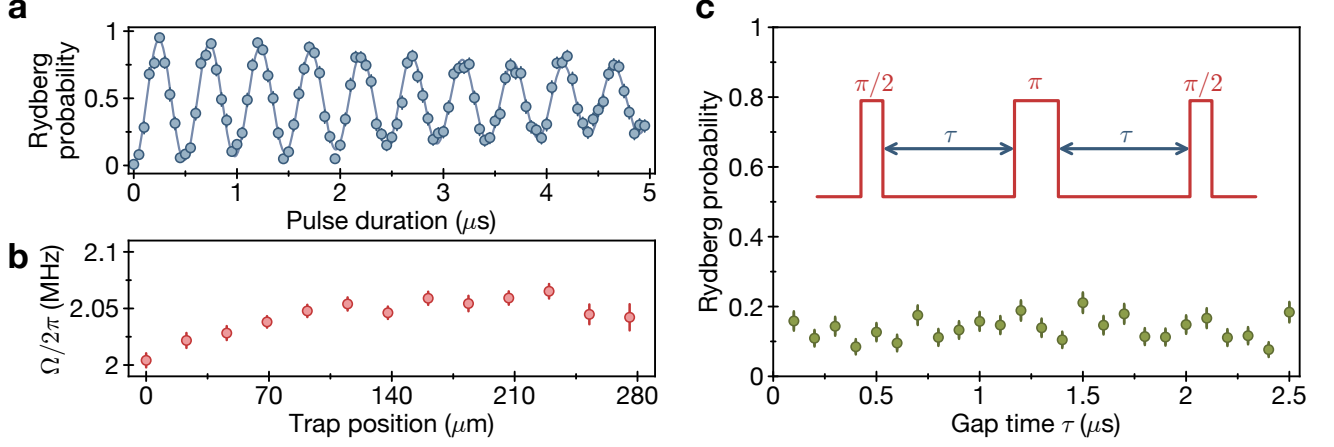 a
1
0.5
0
Rydberg
probability
0 1 2 3 4 5
Pulse duration (μs)
b
2.1
2.05
2
Ω/2π (MHz)
0 70 140 210 280
Trap position (μm)
c
1
0.8
0.6
0.4
0.2
0
Rydberg probability
π/2 π π/2
τ τ
0 0.5 1 1.5 2 2.5
Gap time τ (μs)